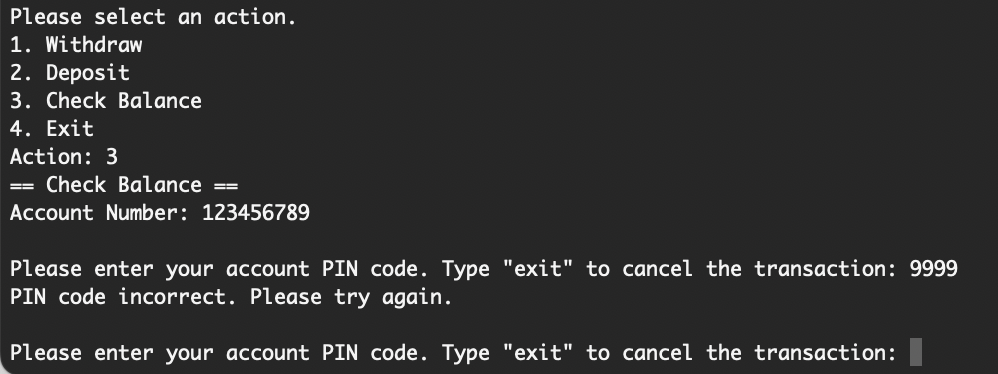 Please select an action.
1. Withdraw
2. Deposit
3. Check Balance
4. Exit
Action: 3
== Check Balance ==
Account Number: 123456789
Please enter your account PIN code. Type "exit" to cancel the transaction: 9999
PIN code incorrect. Please try again.
Please enter your account PIN code. Type "exit" to cancel the transaction: